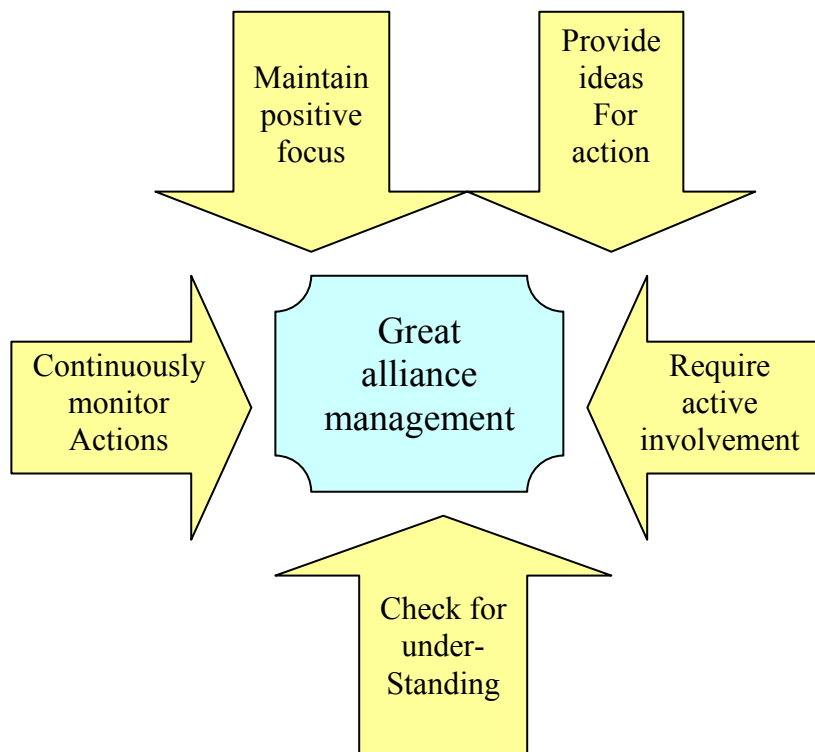 Maintain
positive
focus
Provide
ideas
For
action
Continuously
monitor
Actions
Great
alliance
management
Require
active
involvement
Check for
under-
Standing